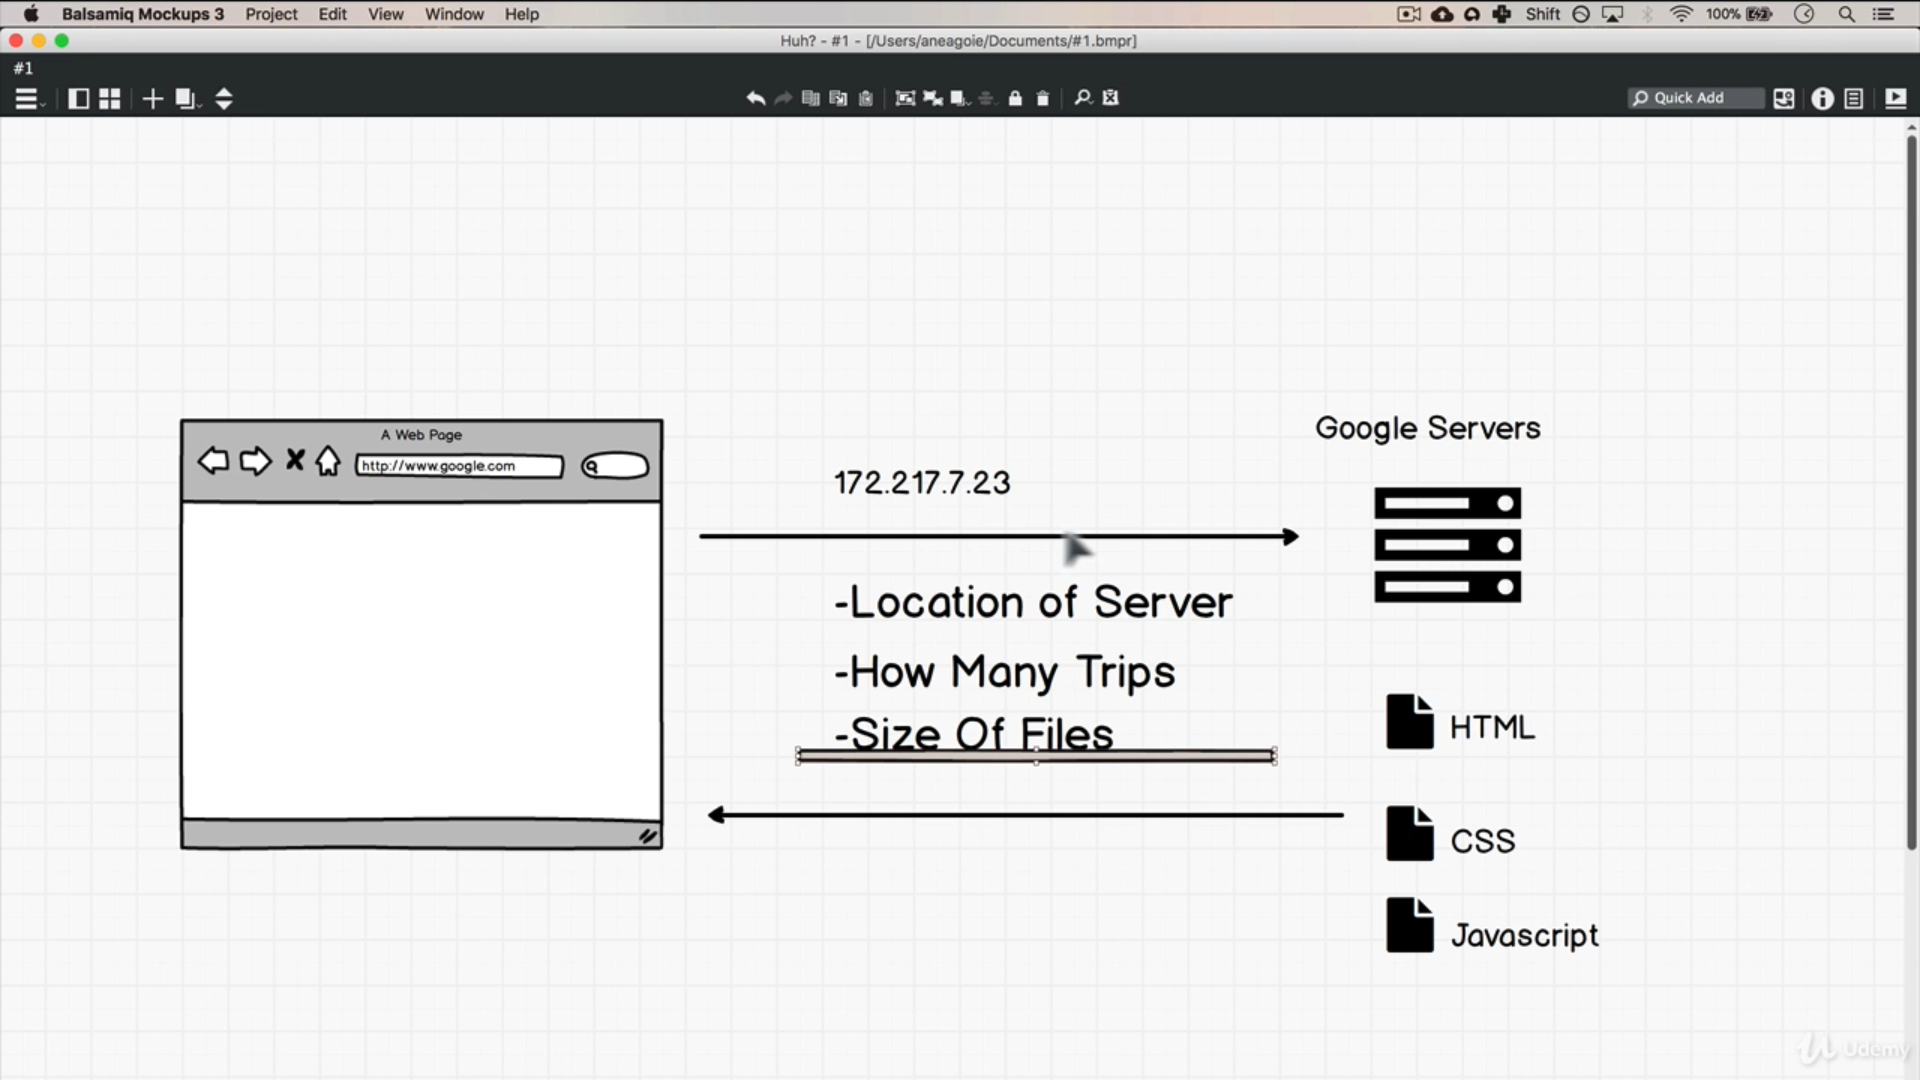 Balsamiq Mockups 3 Project Edit View Window Help Shift 100%
Huh? - #1 - [/Users/aneagoie/Documents/#1.bmpr]
#1
Quick Add
A Web Page
http://www.google.com
172.217.7.23
Google Servers
-Location of Server
-How Many Trips
-Size Of Files
HTML
CSS
Javascript
Udemy